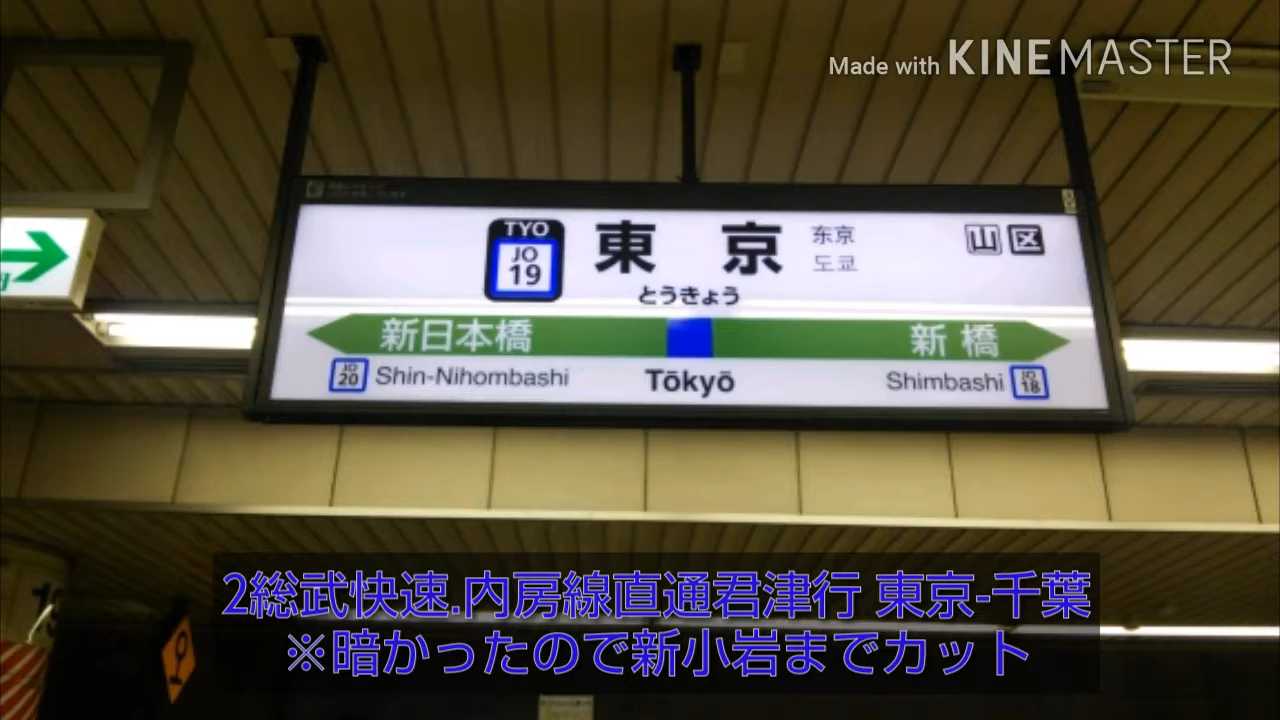 Made with KINEMASTER
TYO
JO
19
東京
东京
도쿄
山区
とうきょう
新日本橋
新橋
JO
20
Shin-Nihombashi
Tōkyō
Shimbashi
JO
18
2総武快速.内房線直通君津行 東京-千葉
※暗かったので新小岩までカット